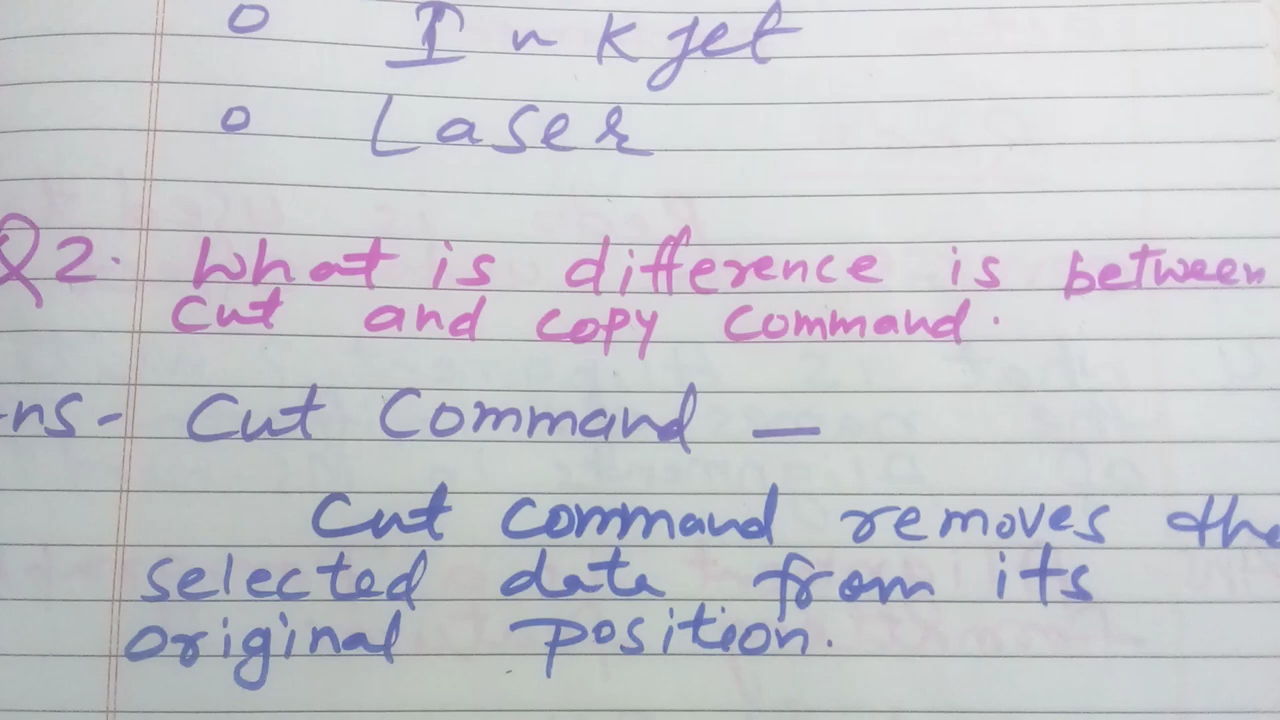 o Inkjet
o Laser
Q2. What is difference is between
cut and copy command.
ns- Cut Command —
Cut command removes the
selected data from its
original position.